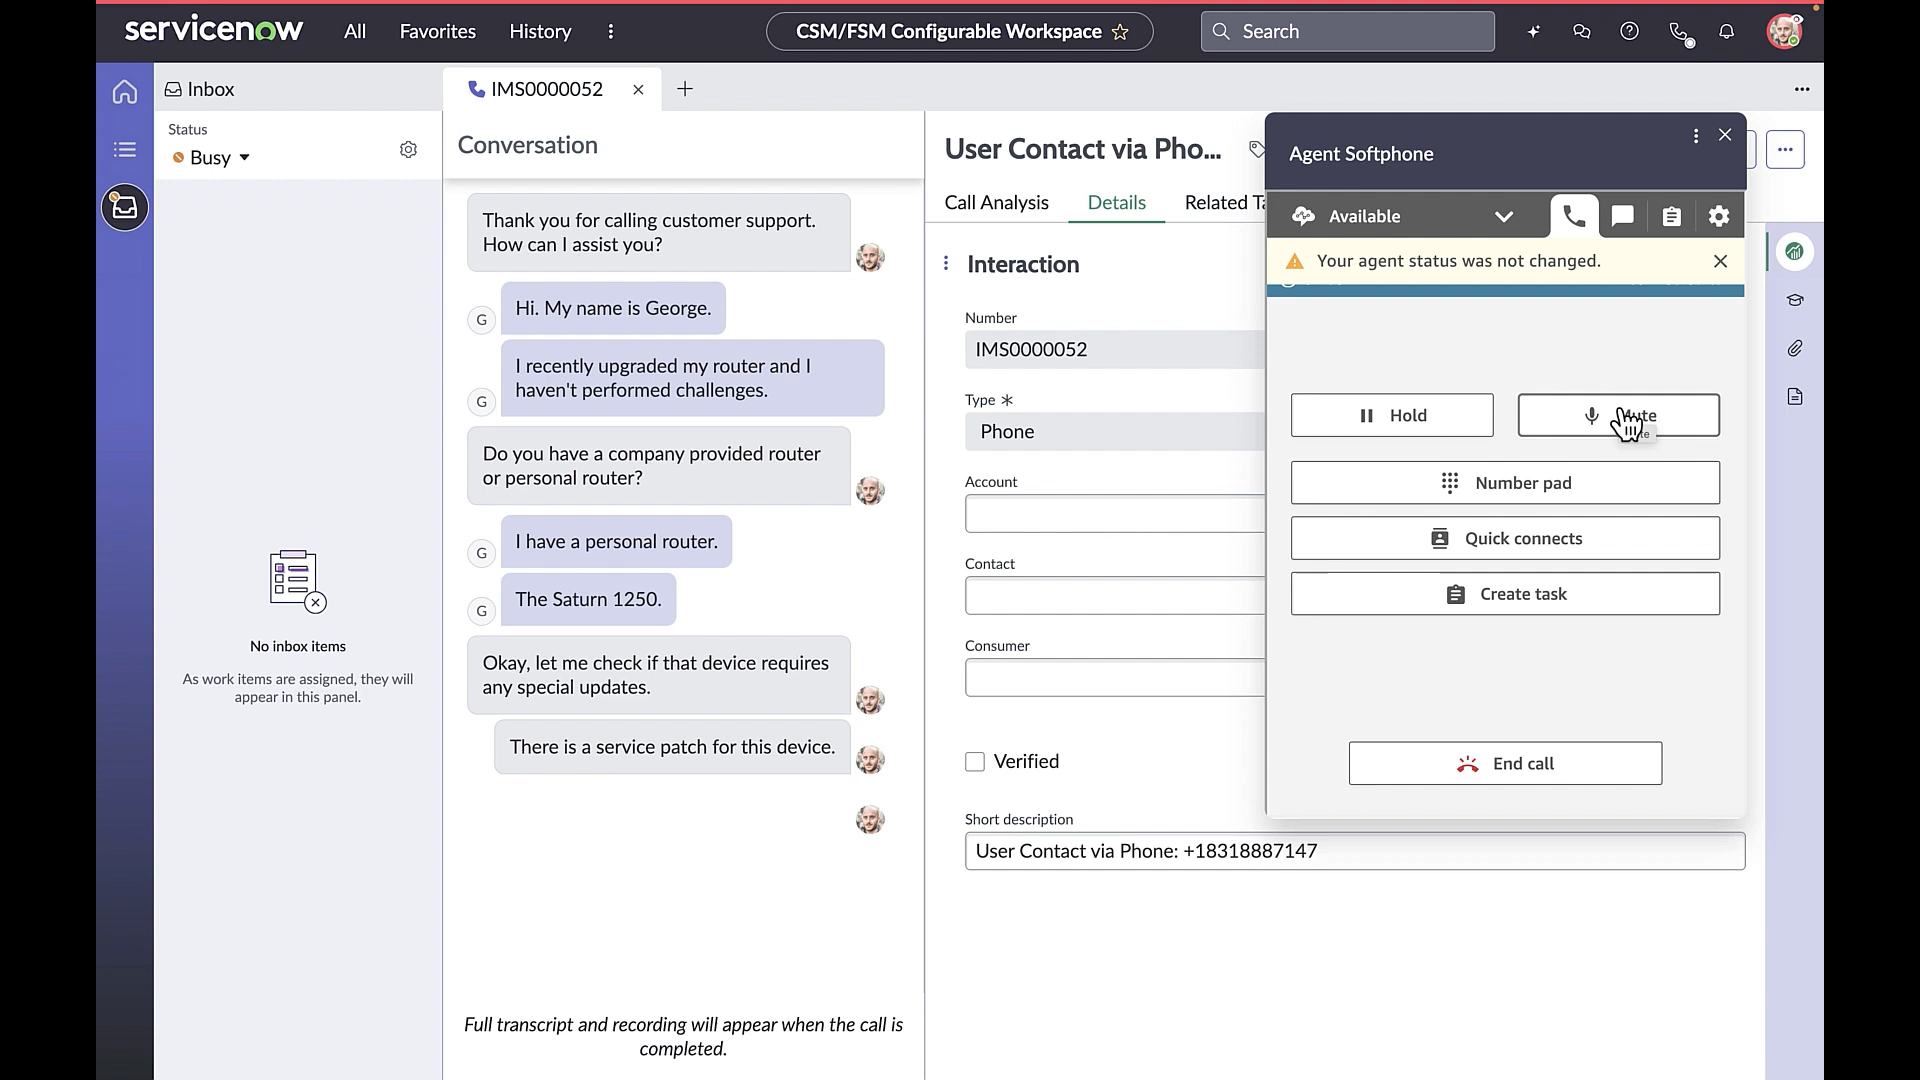 servicenow
All
Favorites
History
CSM/FSM Configurable Workspace
Search
Inbox
IMS0000052
Status
Busy
No inbox items
As work items are assigned, they will
appear in this panel.
Conversation
Thank you for calling customer support.
How can I assist you?
G
Hi. My name is George.
G
I recently upgraded my router and I
haven't performed challenges.
Do you have a company provided router
or personal router?
G
I have a personal router.
G
The Saturn 1250.
Okay, let me check if that device requires
any special updates.
There is a service patch for this device.
Full transcript and recording will appear when the call is
completed.
User Contact via Pho...
Call Analysis
Details
Related
Interaction
Number
IMS0000052
Type
Phone
Account
Contact
Consumer
Verified
Short description
User Contact via Phone: +18318887147
Agent Softphone
Available
Your agent status was not changed.
Hold
Number pad
Quick connects
Create task
End call